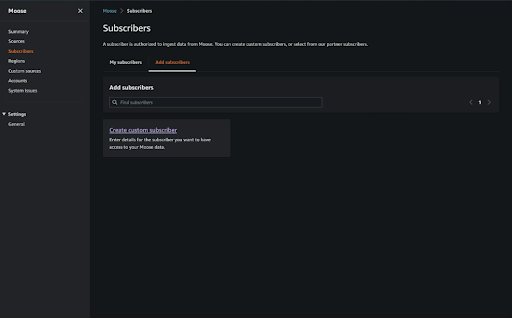 Moose
Summary
Sources
Subscribers
Regions
Custom sources
Accounts
System issues
Settings
General
Moose > Subscribers
Subscribers
A subscriber is authorized to ingest data from Moose. You can create custom subscribers, or select from our partner subscribers.
My subscribers
Add subscribers
Add subscribers
Find subscribers
1
Create custom subscriber
Enter details for the subscriber you want to have
access to your Moose data.